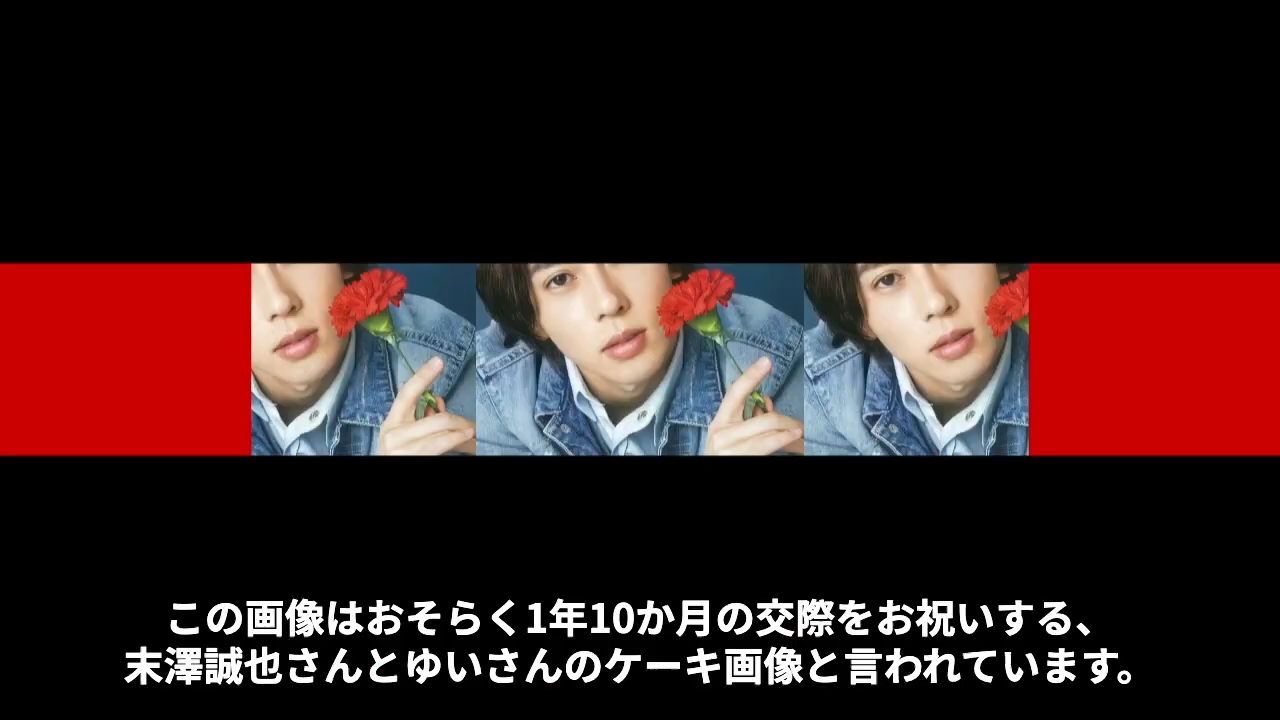 この画像はおそらく1年10か月の交際をお祝いする、
末澤誠也さんとゆいさんのケーキ画像と言われています。